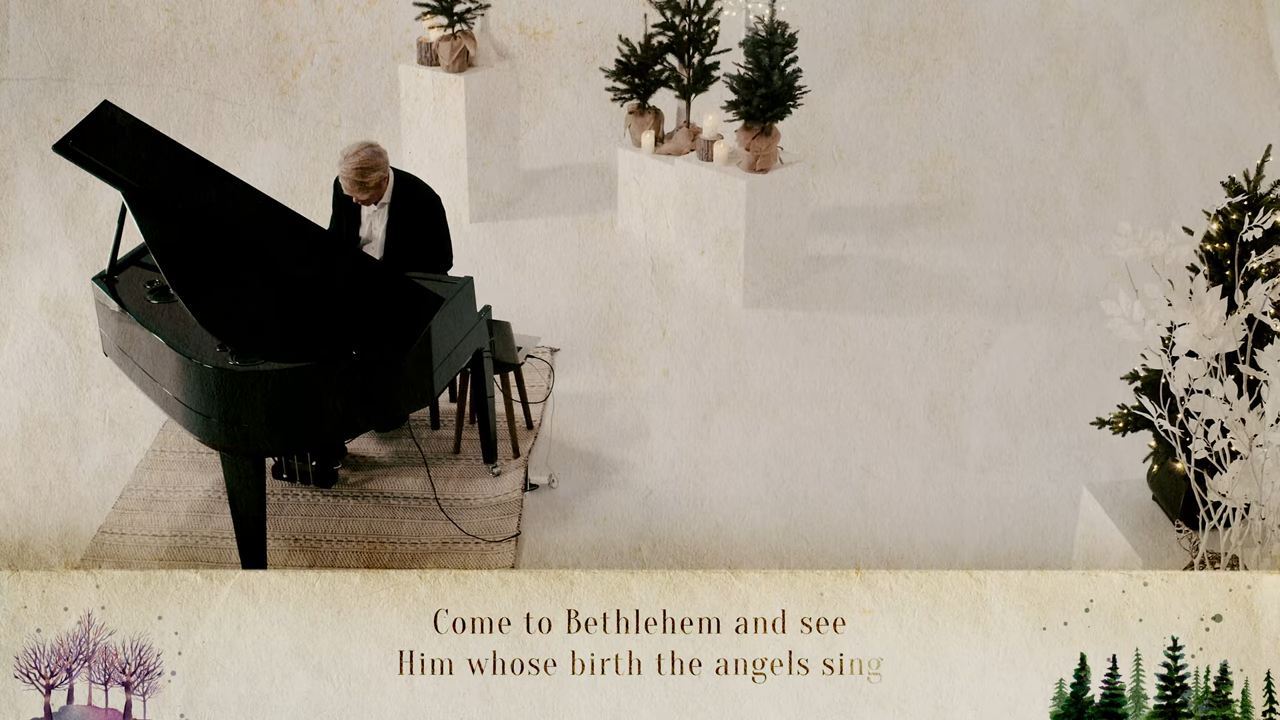 Come to Bethlehem and see
Him whose birth the angels sing